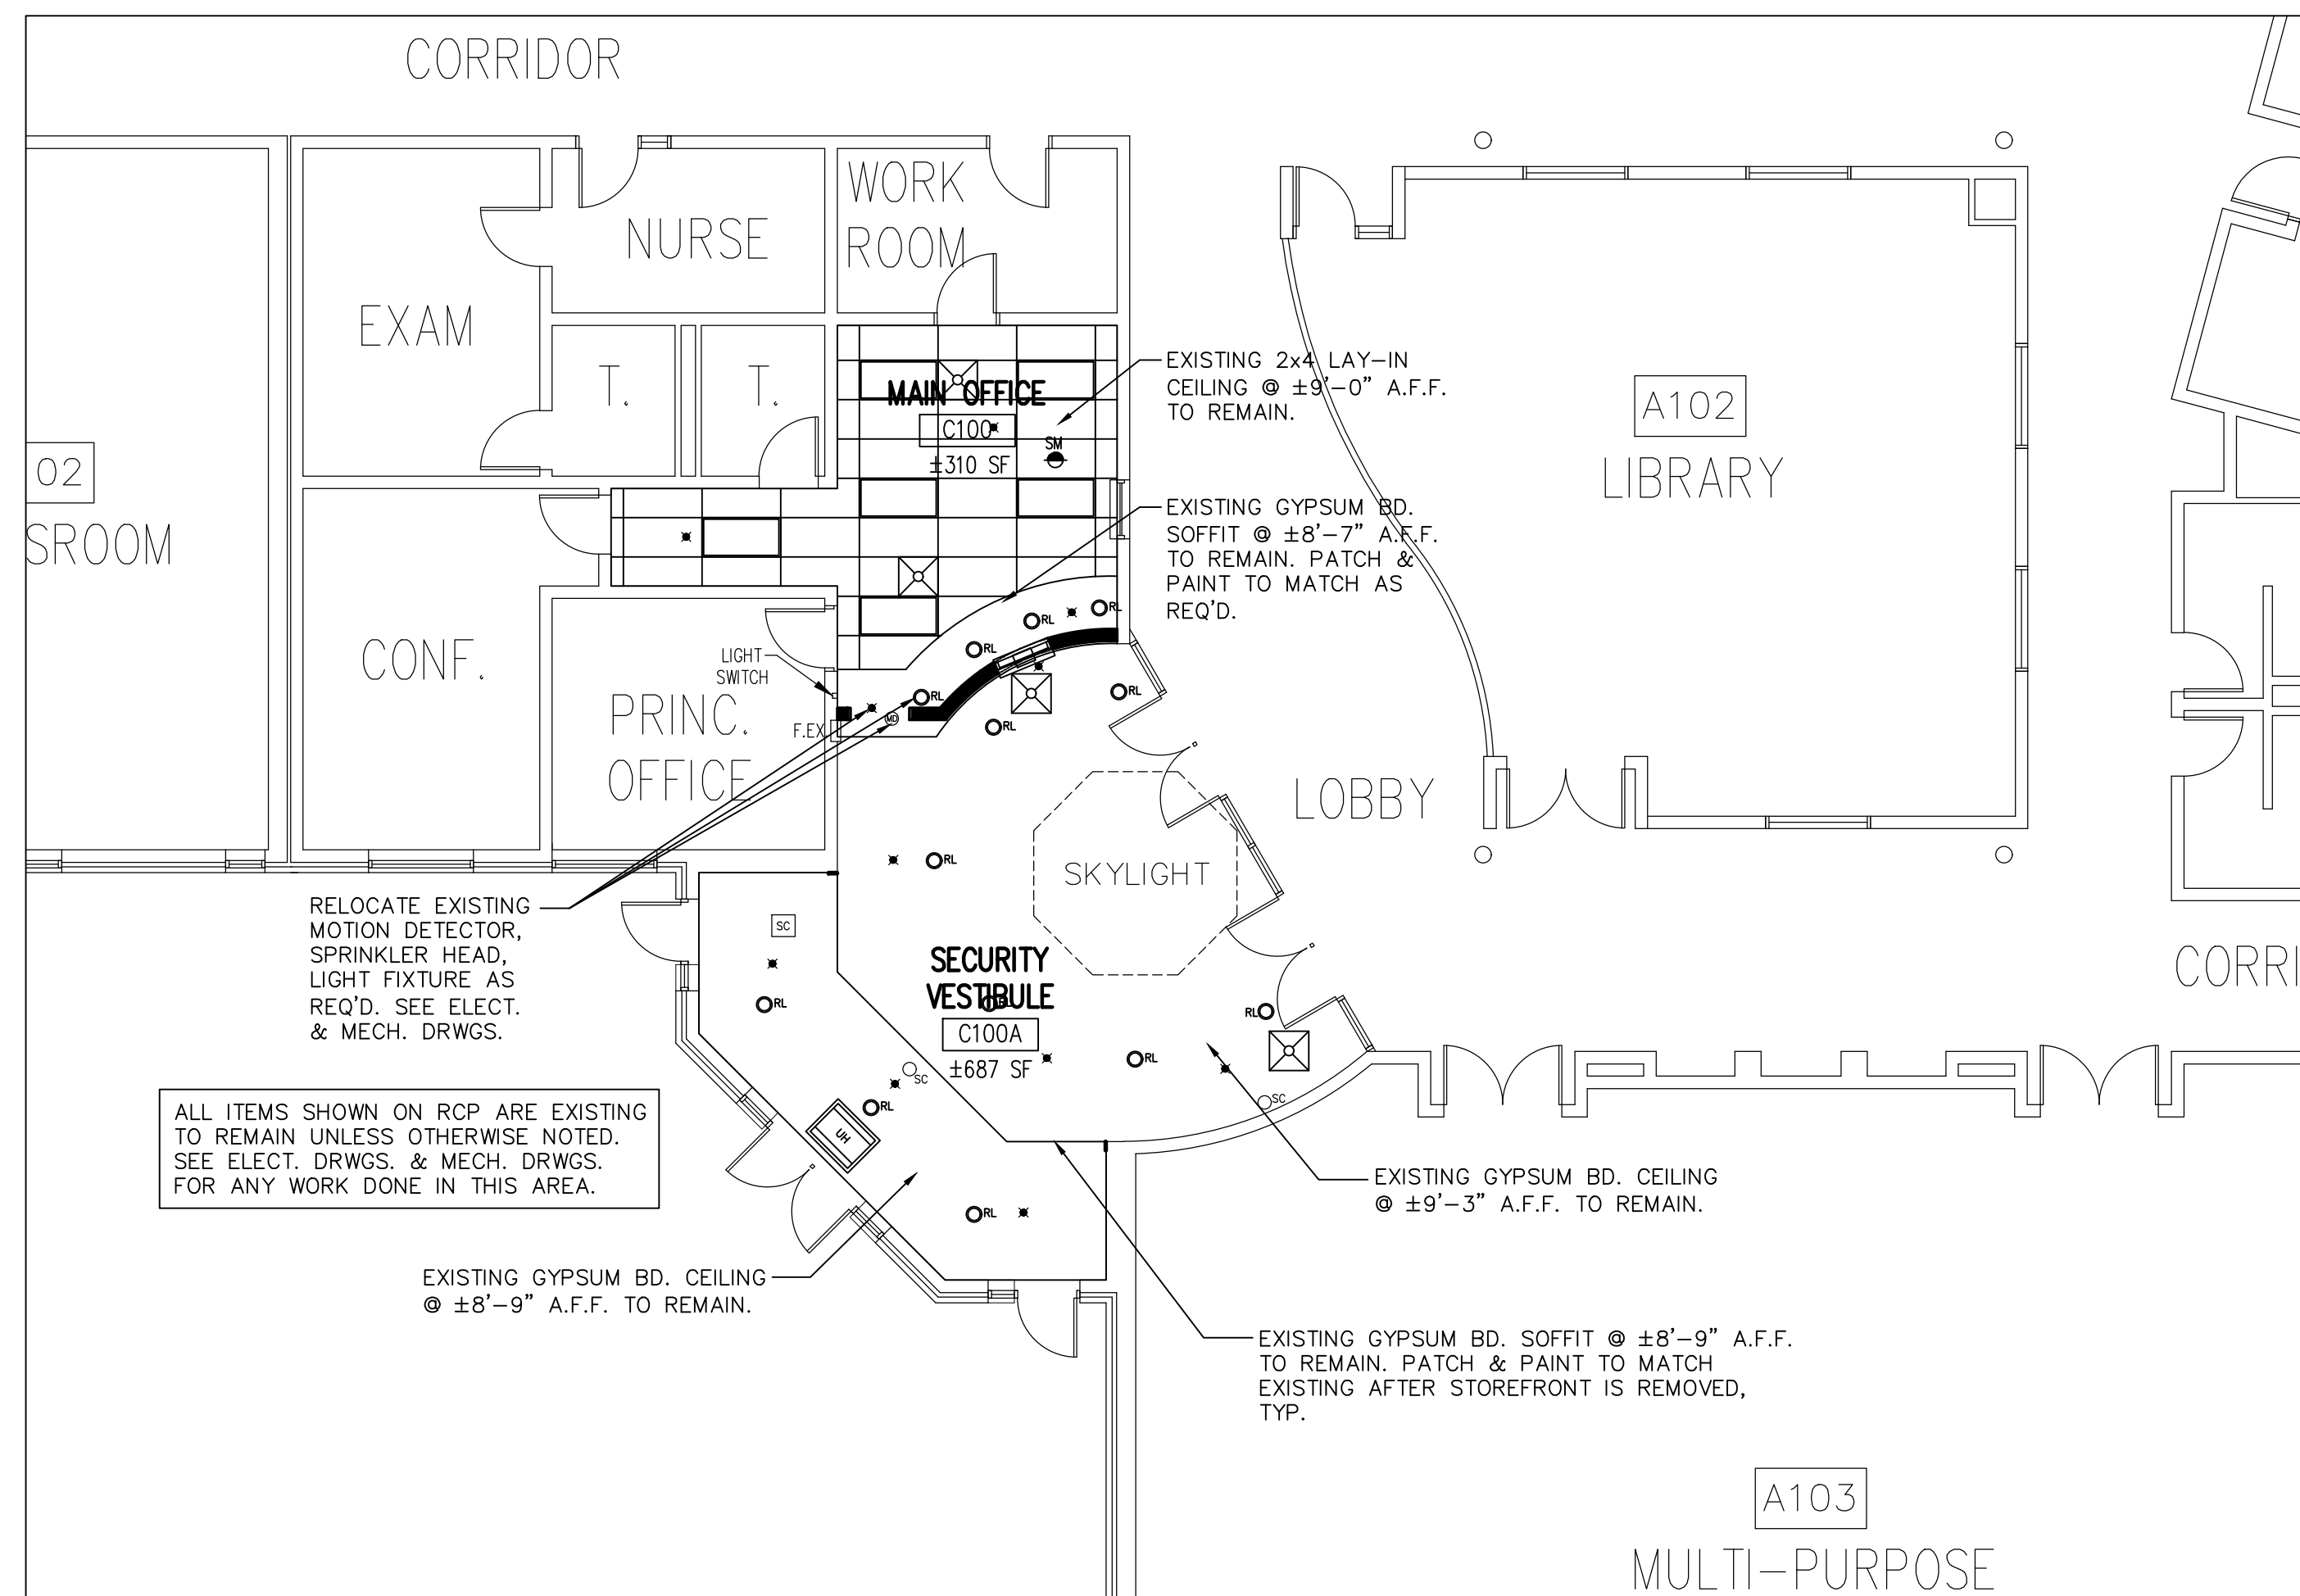 CORRIDOR
WORK
ROOM
NURSE
EXAM
T.
T.
MAIN OFFICE
C100
±310 SF
SM
EXISTING 2x4 LAY-IN
CEILING @ ±9'-0" A.F.F.
TO REMAIN.
A102
LIBRARY
02
SROOM
EXISTING GYPSUM BD.
SOFFIT @ ±8'-7" A.F.F.
TO REMAIN. PATCH &
PAINT TO MATCH AS
REQ'D.
RL
RL
RL
RL
RL
RL
CONF.
LIGHT
SWITCH
MD
F.EX
PRINC.
OFFICE
LOBBY
SKYLIGHT
RL
RELOCATE EXISTING
MOTION DETECTOR,
SPRINKLER HEAD,
LIGHT FIXTURE AS
REQ'D. SEE ELECT.
& MECH. DRWGS.
SC
RL
SECURITY
VESTIBULE
RL
C100A
±687 SF
RL
RL
CORRI
SC
SC
RL
UH
RL
ALL ITEMS SHOWN ON RCP ARE EXISTING
TO REMAIN UNLESS OTHERWISE NOTED.
SEE ELECT. DRWGS. & MECH. DRWGS.
FOR ANY WORK DONE IN THIS AREA.
EXISTING GYPSUM BD. CEILING
@ ±9'-3" A.F.F. TO REMAIN.
EXISTING GYPSUM BD. CEILING
@ ±8'-9" A.F.F. TO REMAIN.
EXISTING GYPSUM BD. SOFFIT @ ±8'-9" A.F.F.
TO REMAIN. PATCH & PAINT TO MATCH
EXISTING AFTER STOREFRONT IS REMOVED,
TYP.
A103
MULTI-PURPOSE